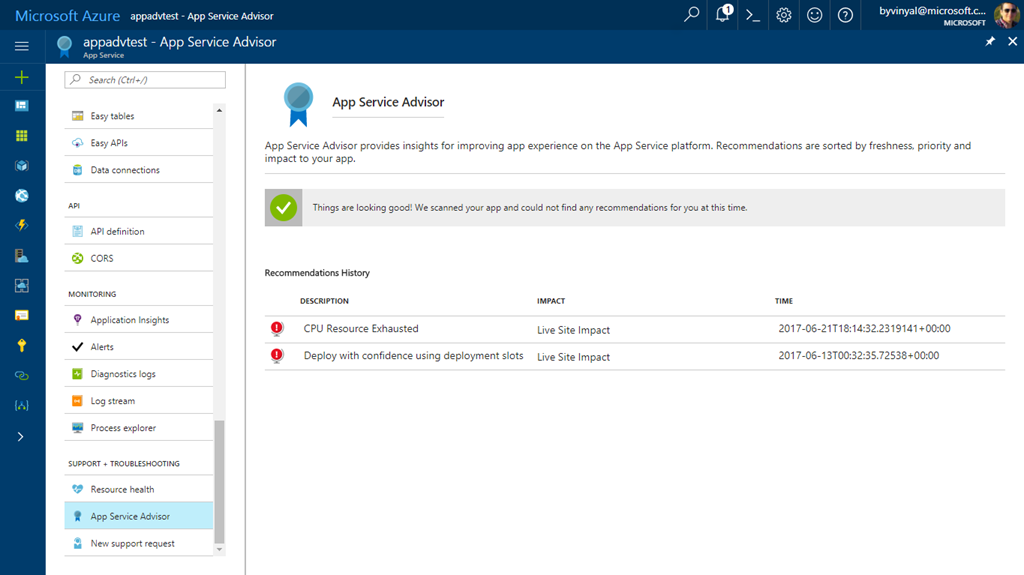 Microsoft Azure appadvtest - App Service Advisor
1
byvinyal@microsoft.c...
MICROSOFT
appadvtest - App Service Advisor
App Service
Search (Ctrl+/)
Easy tables
Easy APIs
Data connections
API
API definition
CORS
MONITORING
Application Insights
Alerts
Diagnostics logs
Log stream
Process explorer
SUPPORT + TROUBLESHOOTING
Resource health
App Service Advisor
New support request
App Service Advisor
App Service Advisor provides insights for improving app experience on the App Service platform. Recommendations are sorted by freshness, priority and
impact to your app.
Things are looking good! We scanned your app and could not find any recommendations for you at this time.
Recommendations History
DESCRIPTION IMPACT TIME
CPU Resource Exhausted Live Site Impact 2017-06-21T18:14:32.2319141+00:00
Deploy with confidence using deployment slots Live Site Impact 2017-06-13T00:32:35.72538+00:00